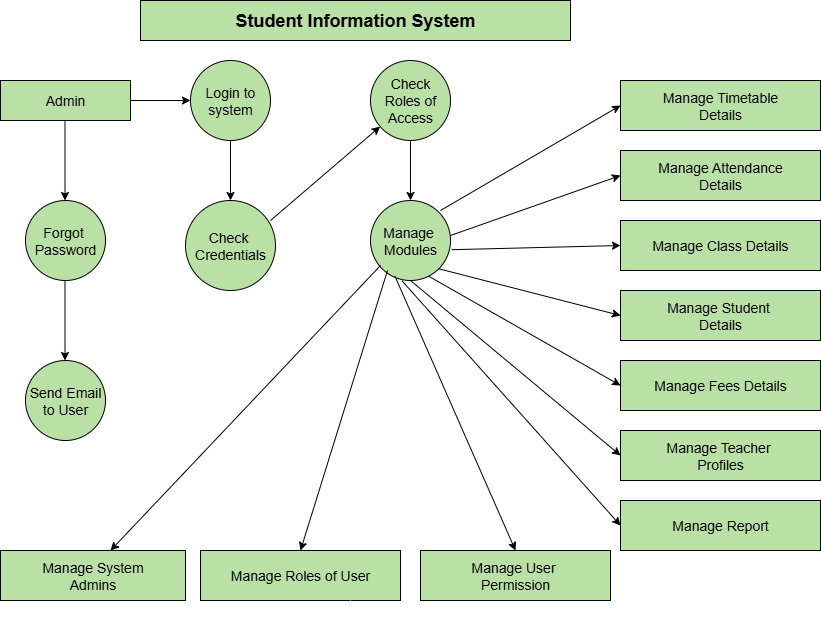 Student Information System
Admin
Login to
system
Check
Roles of
Access
Manage Timetable
Details
Manage Attendance
Details
Forgot
Password
Check
Credentials
Manage
Modules
Manage Class Details
Manage Student
Details
Send Email
to User
Manage Fees Details
Manage Teacher
Profiles
Manage Report
Manage System
Admins
Manage Roles of User
Manage User
Permission